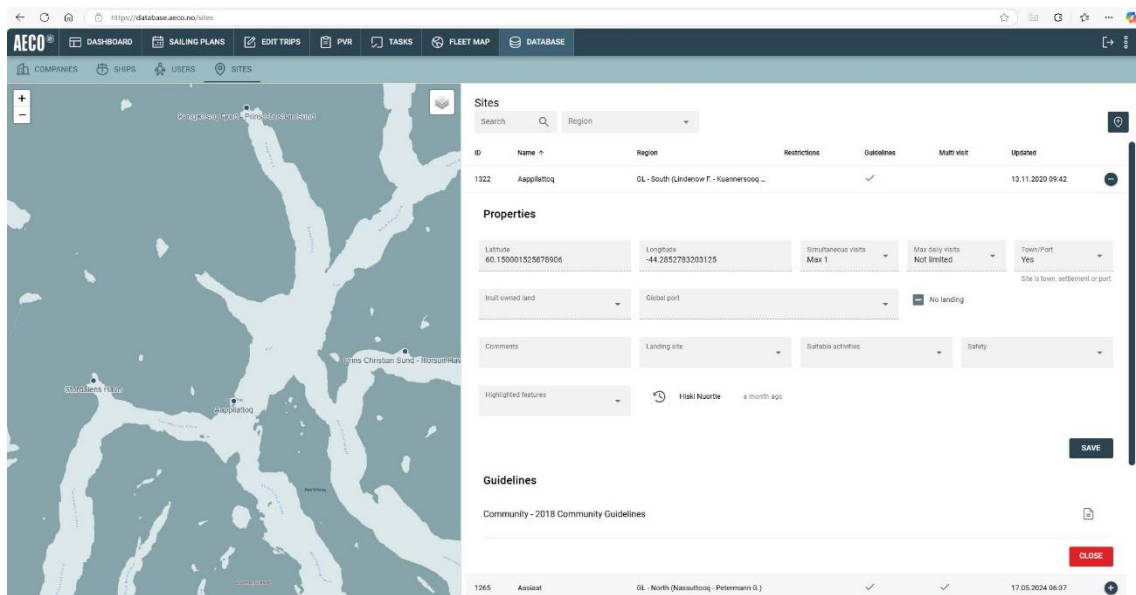 https://database.aeco.no/sites
AECO
DASHBOARD
SAILING PLANS
EDIT TRIPS
PVR
TASKS
FLEET MAP
DATABASE
COMPANIES
SHIPS
USERS
SITES
+
−
Prins Christian Sund - Illorsuit Hav
Stordalens Havn
Aappilattoq
Sites
Search
Region
ID Name ↑ Region Restrictions Guidelines Multi visit Updated
1322 Aappilattoq GL - South (Lindenow F. - Kuannersooq ... 13.11.2020 09:42
Properties
Latitude
60.150001525878906
Longitude
-44.2852783203125
Simultaneous visits
Max 1
Max daily visits
Not limited
Town/Port
Yes
Site is town, settlement or port
Inuit owned land
Global port
No landing
Comments
Landing site
Suitable activities
Safety
Highlighted features
Hiski Nuortie a month ago
SAVE
Guidelines
Community - 2018 Community Guidelines
CLOSE
1265 Aasiaat GL - North (Nassuttooq - Petermann G.) 17.05.2024 06:37